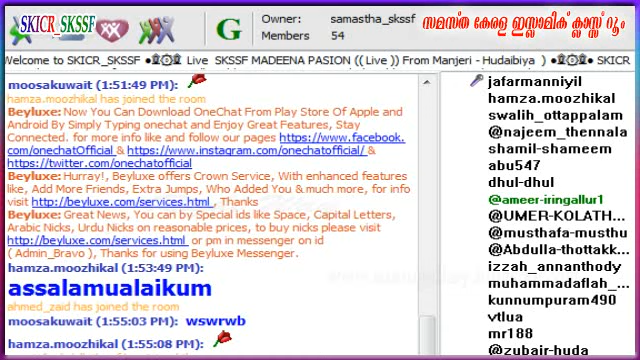 SKICR_SKSSF
G
Owner: samastha_skssf
Members 54
സമസ്ത കേരള ഇസ്ലാമിക് ക്ലാസ്സ് റൂം
Welcome to SKICR_SKSSF Live SKSSF MADEENA PASION (( Live )) From Manjeri - Hudaibiya ) SKICR
moosakuwait (1:51:49 PM):
hamza.moozhikal has joined the room
Beyluxe: Now You Can Download OneChat From Play Store Of Apple and
Android By Simply Typing onechat and Enjoy Great Features, Stay
Connected. for more info like and follow our pages https://www.facebook.
com/onechatOfficial & https://www.instagram.com/onechatofficial/ &
https://twitter.com/onechatofficial
Beyluxe: Hurray!, Beyluxe offers Crown Service, With enhanced features
like, Add More Friends, Extra Jumps, Who Added You & much more, for info
visit http://beyluxe.com/services.html , Thanks
Beyluxe: Great News, You can by Special ids like Space, Capital Letters,
Arabic Nicks, Urdu Nicks on reasonable prices, to buy nicks please visit
http://beyluxe.com/services.html or pm in messenger on id
( Admin_Bravo ), Thanks for using Beyluxe Messenger.
hamza.moozhikal (1:53:49 PM):
assalamualaikum
ahmed_zaid has joined the room
moosakuwait (1:55:03 PM): wswrwb
hamza.moozhikal (1:55:08 PM):
jafarmanniyil
hamza.moozhikal
swalih_ottappalam
@najeem_thennala
shamil-shameem
abu547
dhul-dhul
@ameer-iringallur1
@UMER-KOLATH...
@musthafa-musthu
@Abdulla-thottakk...
izzah_annanthody
muhammadaflah_...
kunnumpuram490
vtlua
mr188
@zubair-huda